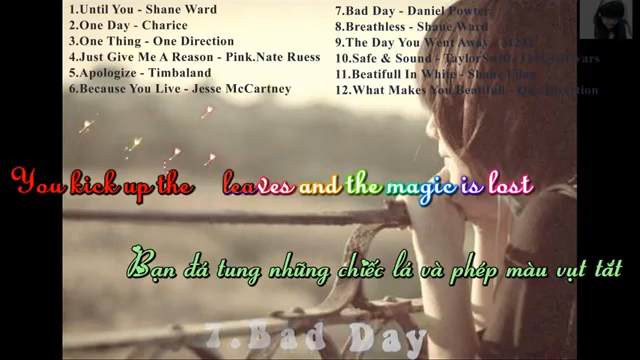 1.Until You - Shane Ward
2.One Day - Charice
3.One Thing - One Direction
4.Just Give Me A Reason - Pink.Nate Ruess
5.Apologize - Timbaland
6.Because You Live - Jesse McCartney
7.Bad Day - Daniel Powter
8.Breathless - Shane Ward
9.The Day You Went Away
10.Safe & Sound - TaylorSwift
11.Beatifull In White - Shane
12.What Makes You Beatifull - One Direction
You kick up the leaves and the magic is lost
Bạn đá tung những chiếc lá và phép màu vụt tắt
7.Bad Day